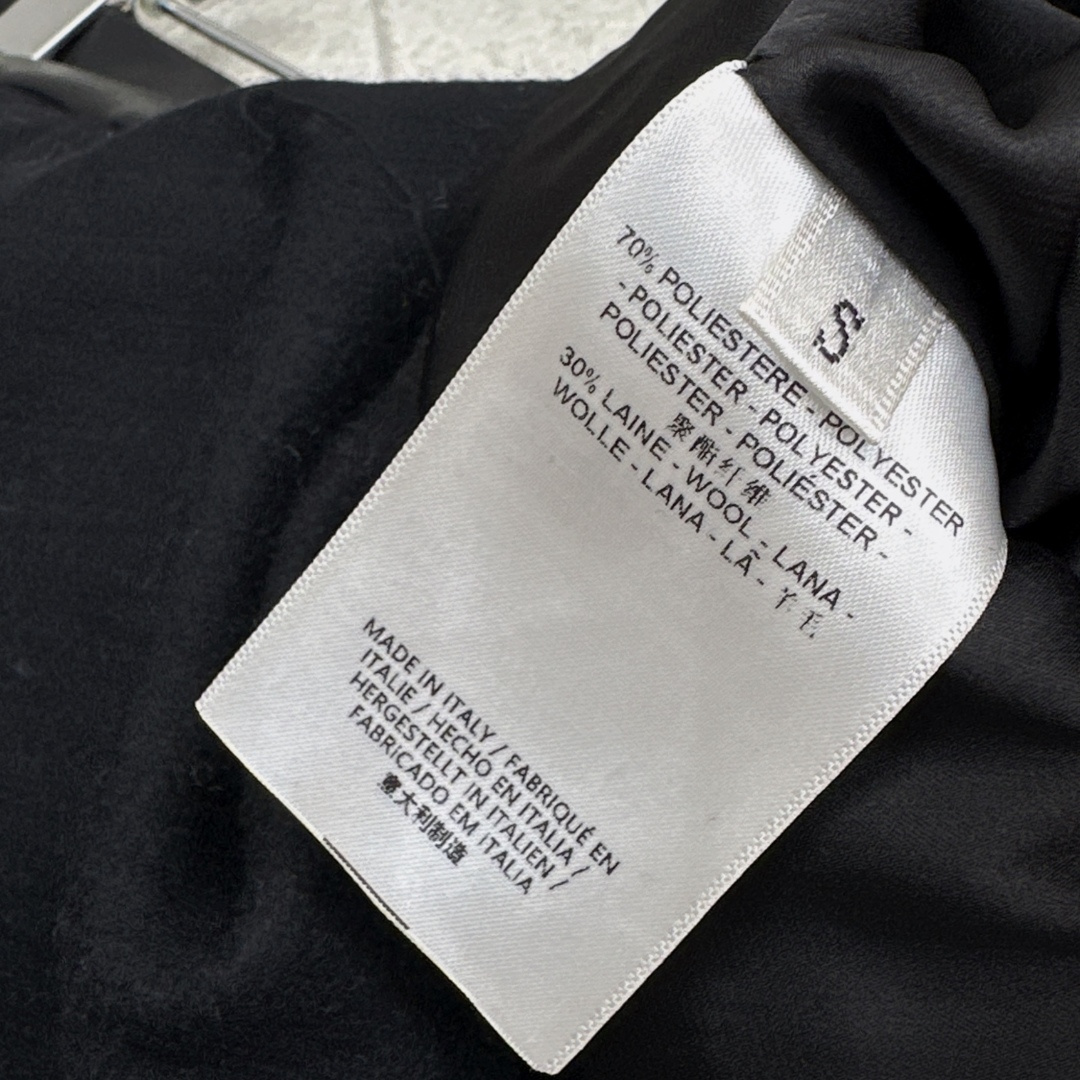 S
70% POLIESTERE - POLYESTER
- POLIESTER - POLYESTER -
POLIESTER - POLIÉSTER -
聚酯纤维
30% LAINE - WOOL - LANA -
WOLLE - LANA - LÃ - 羊毛
MADE IN ITALY / FABRIQUÉ EN
ITALIE / HECHO EN ITALIA /
HERGESTELLT IN ITALIEN /
FABRICADO EM ITALIA
意大利制造